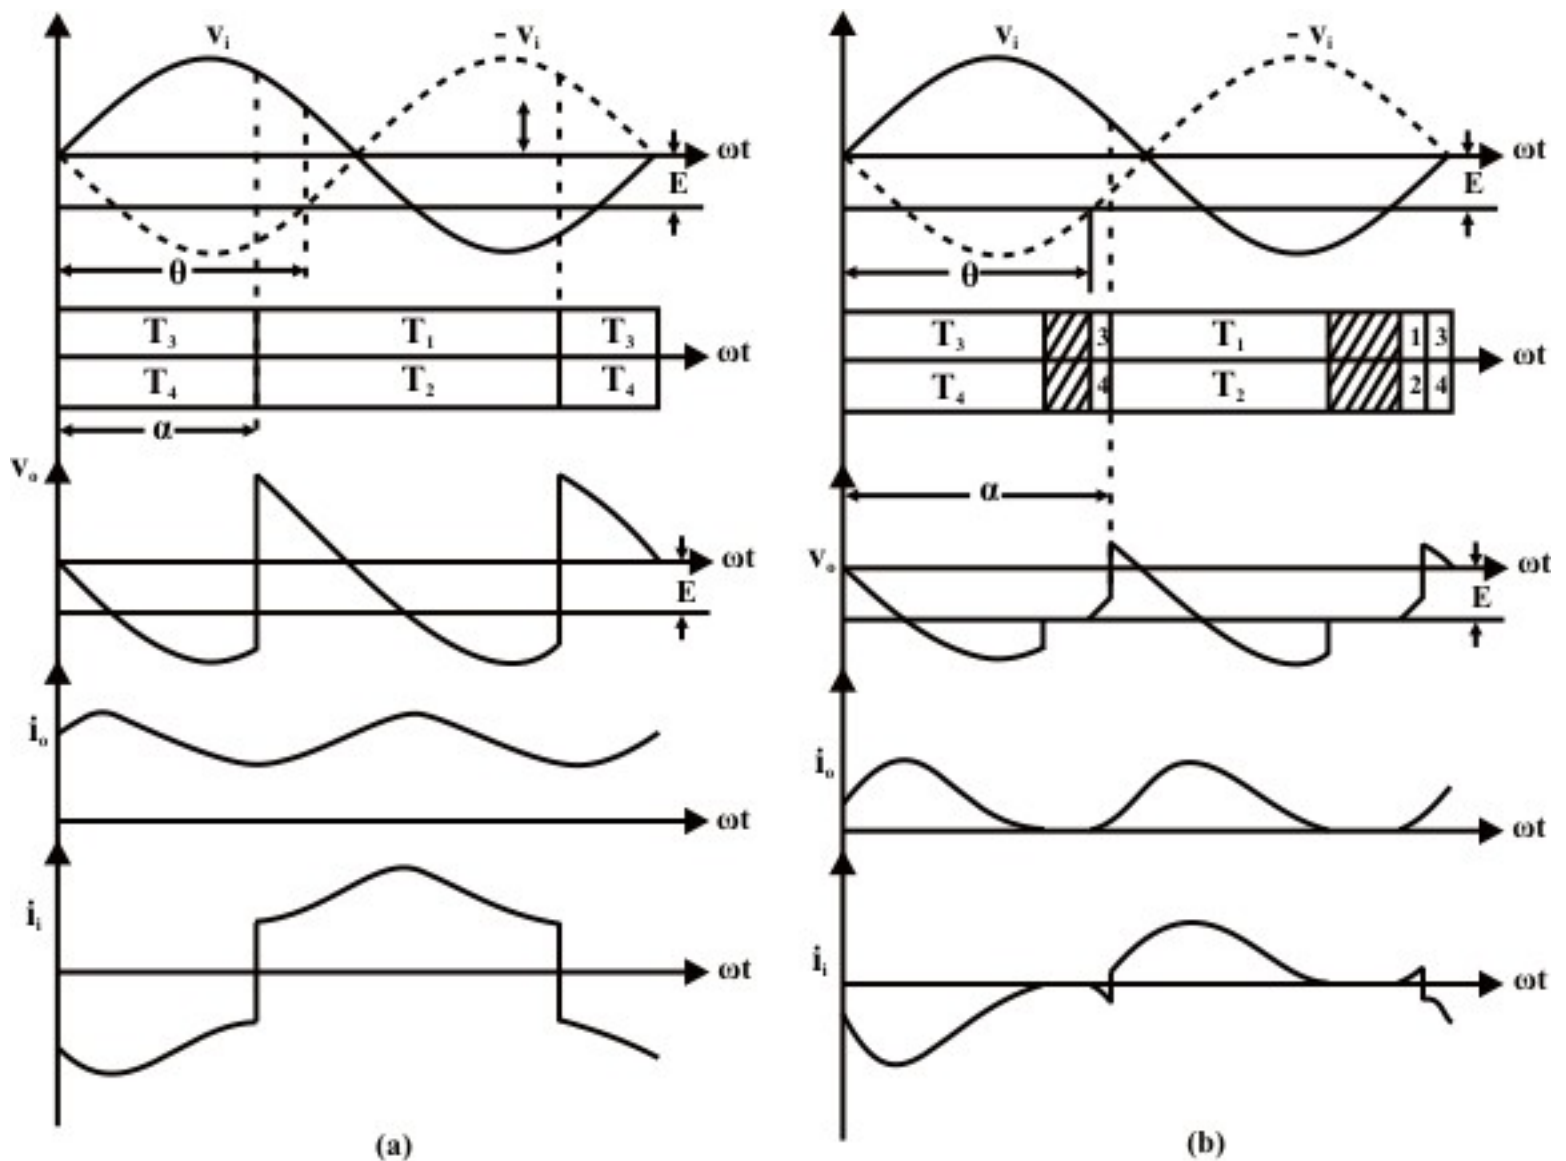 vᵢ
- vᵢ
ωt
E
θ
T₃ T₁ T₃
ωt
T₄ T₂ T₄
α
vₒ
ωt
E
iₒ
ωt
iᵢ
ωt
(a)
vᵢ
- vᵢ
ωt
E
θ
T₃ 3 T₁ 1 3
ωt
T₄ 4 T₂ 2 4
α
vₒ
ωt
E
iₒ
ωt
iᵢ
ωt
(b)